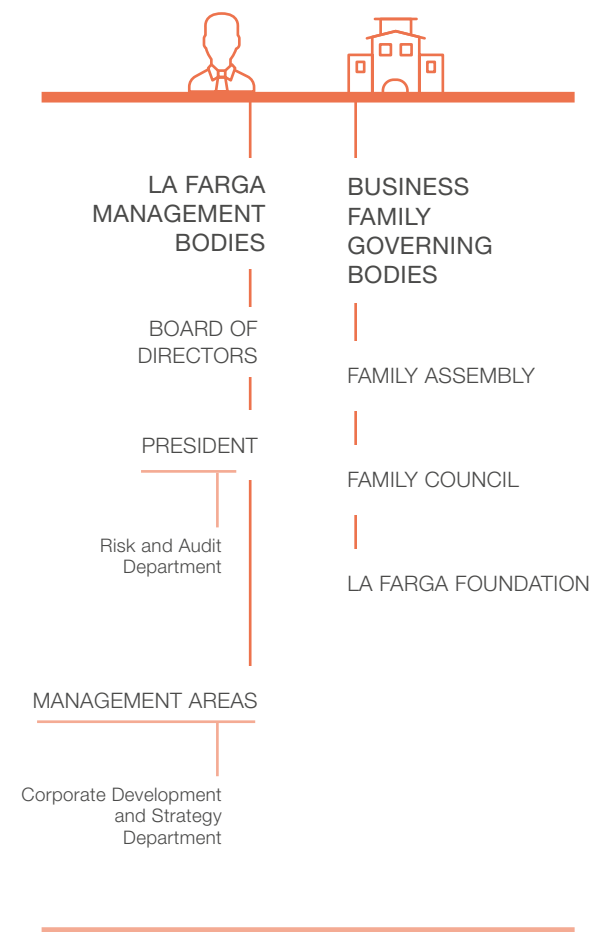 LA FARGA
MANAGEMENT
BODIES
BOARD OF
DIRECTORS
PRESIDENT
Risk and Audit
Department
MANAGEMENT AREAS
Corporate Development
and Strategy
Department
BUSINESS
FAMILY
GOVERNING
BODIES
FAMILY ASSEMBLY
FAMILY COUNCIL
LA FARGA FOUNDATION